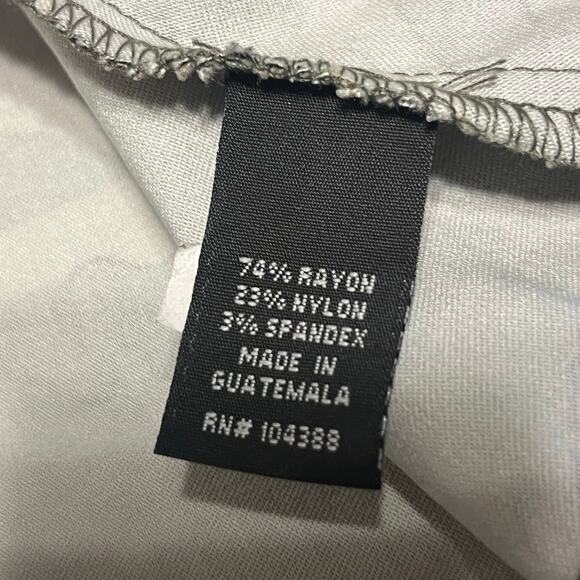 74% RAYON
23% NYLON
3% SPANDEX
MADE IN
GUATEMALA
RN# 104388